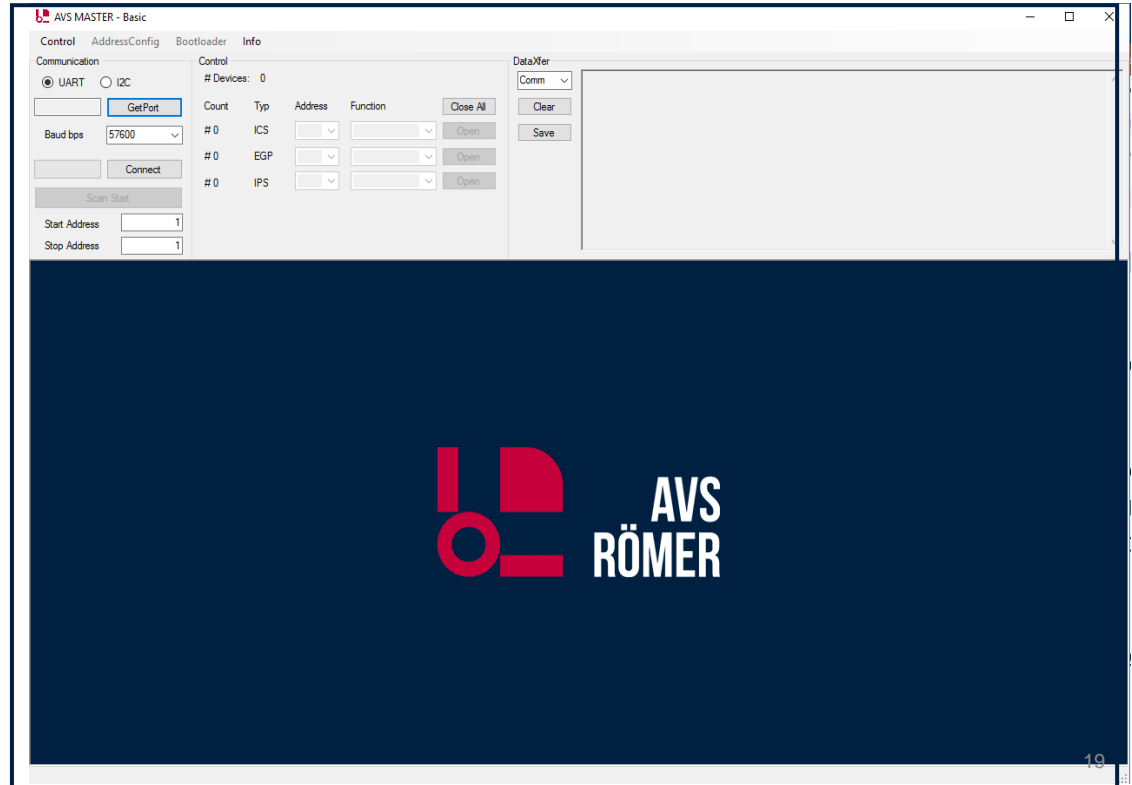 AVS MASTER - Basic
Control AddressConfig Bootloader Info
Communication
UART I2C
GetPort
Baud bps 57600
Connect
Scan Start
Start Address 1
Stop Address 1
Control
# Devices: 0
Count Typ Address Function Close All
# 0 ICS Open
# 0 EGP Open
# 0 IPS Open
DataXfer
Comm
Clear
Save
AVS
RÖMER
19